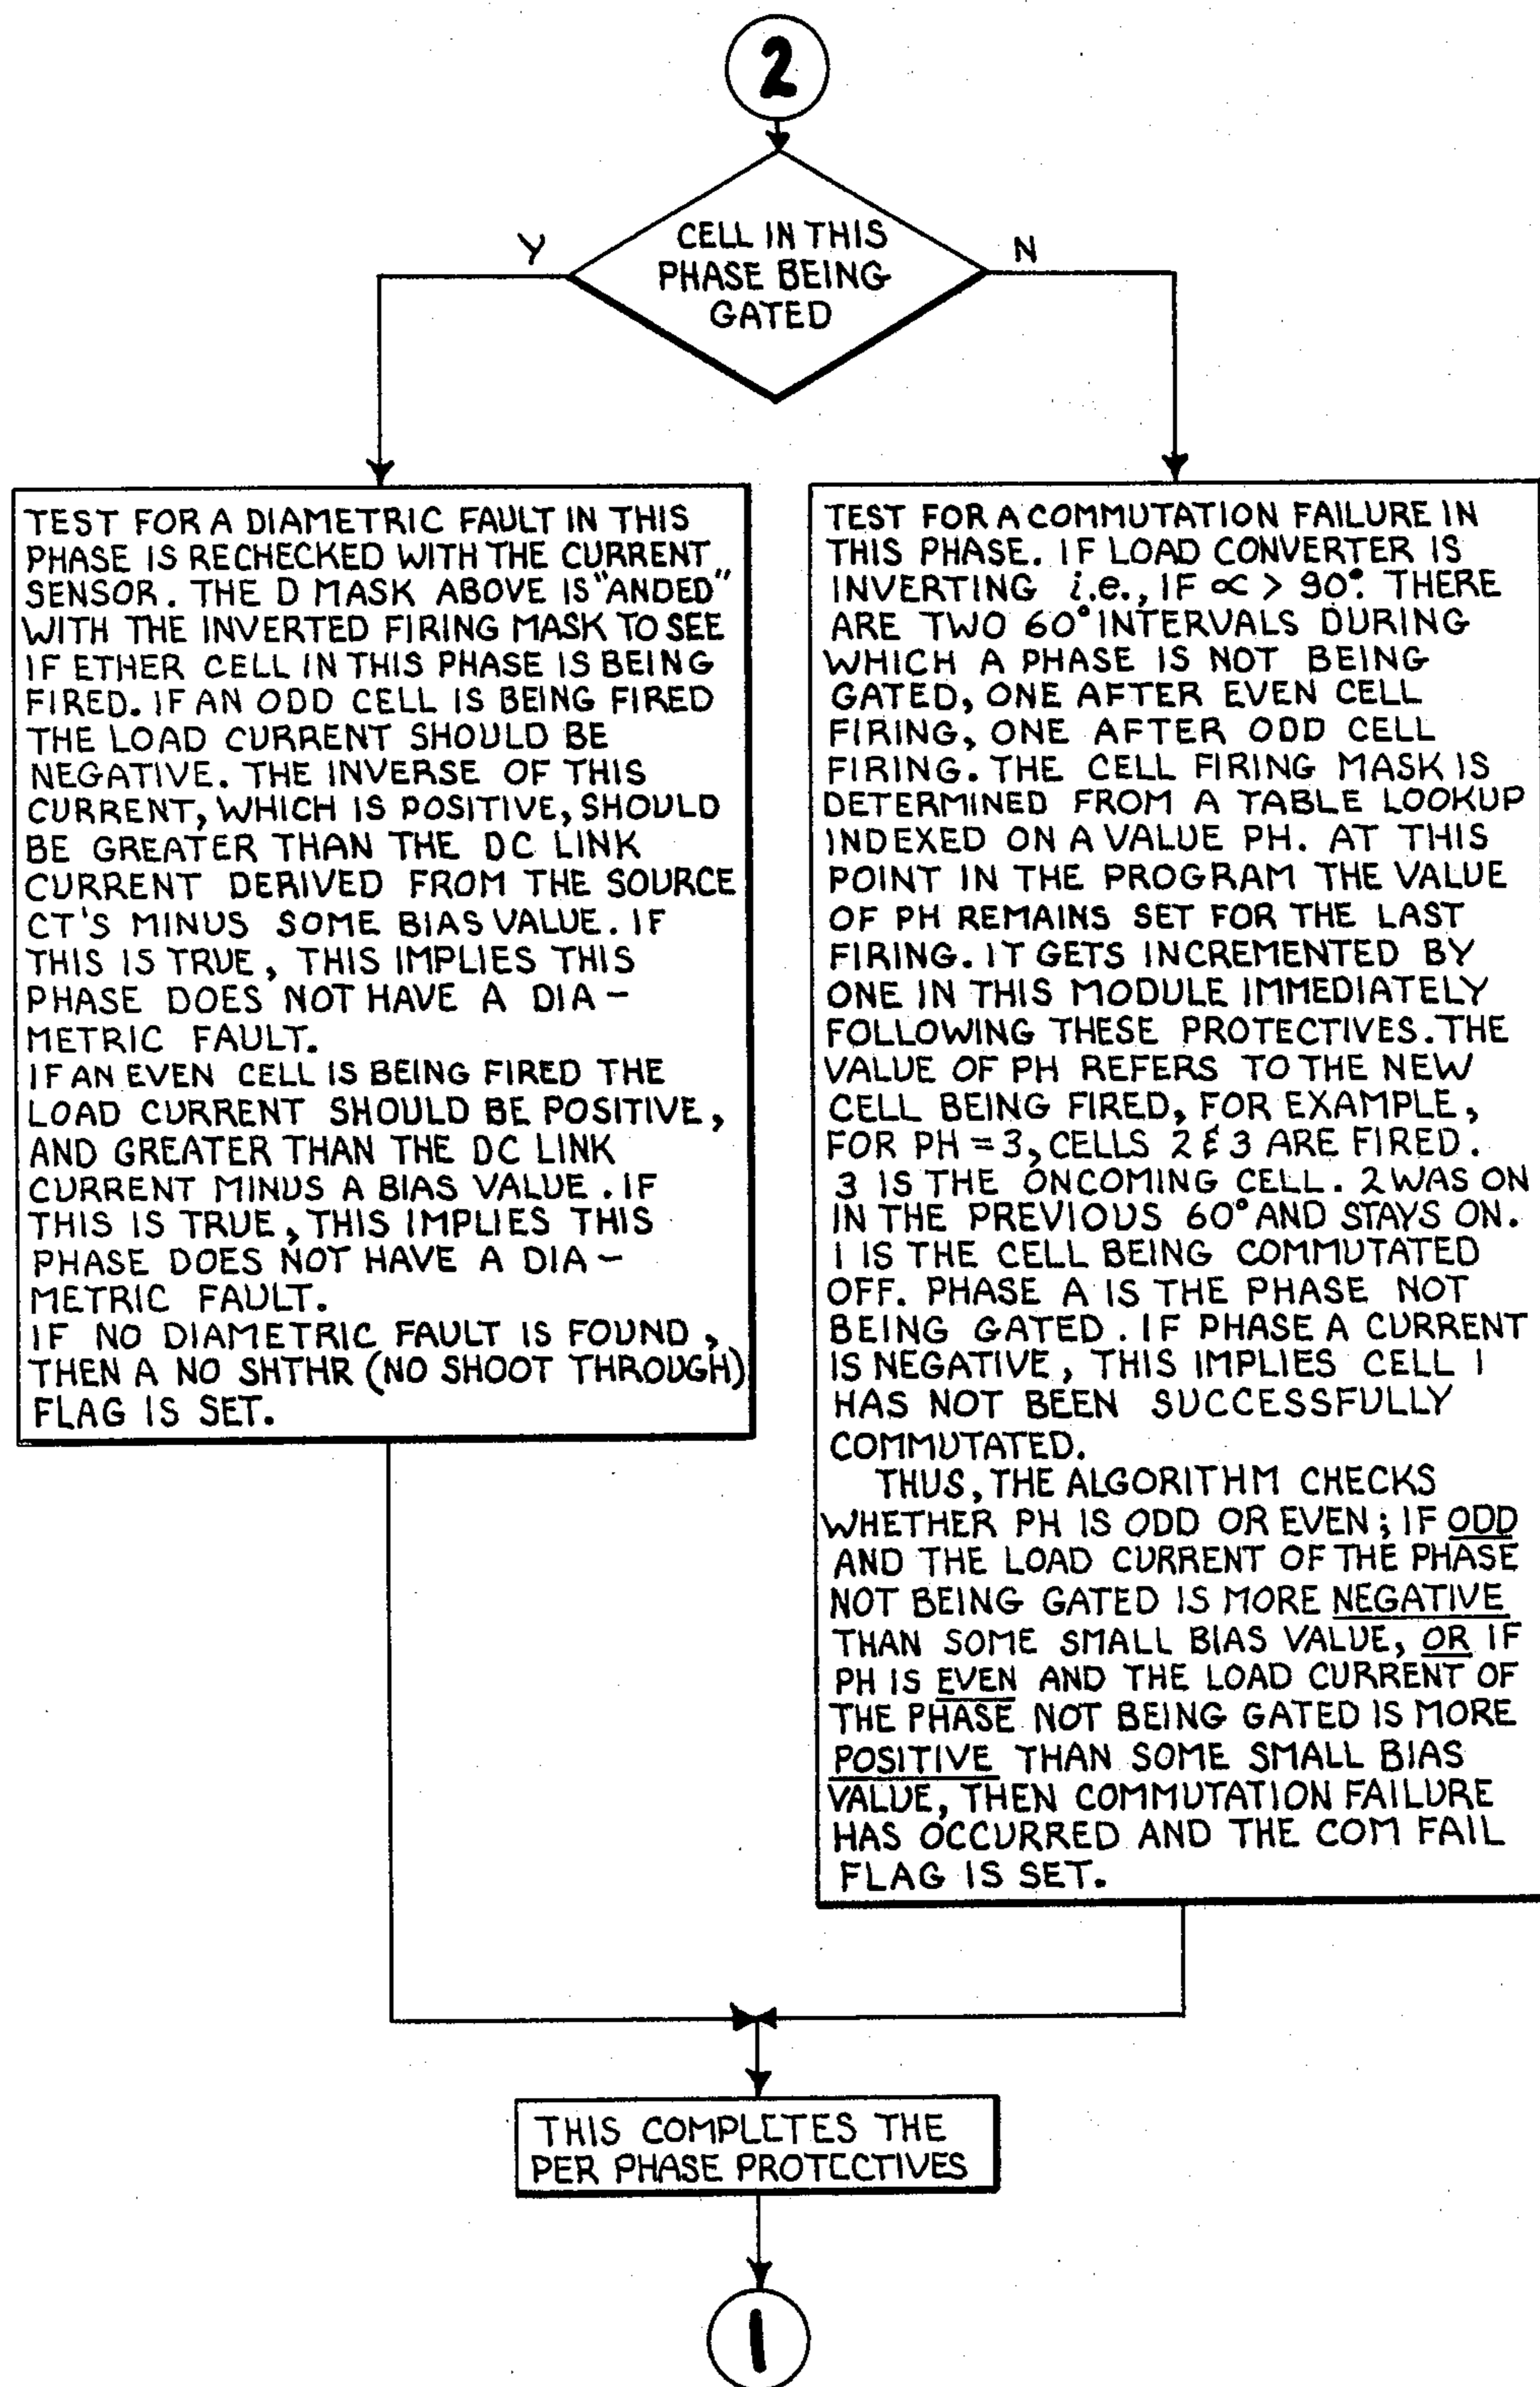 2
CELL IN THIS
PHASE BEING
GATED
Y
N
TEST FOR A DIAMETRIC FAULT IN THIS
PHASE IS RECHECKED WITH THE CURRENT
SENSOR. THE D MASK ABOVE IS "ANDED"
WITH THE INVERTED FIRING MASK TO SEE
IF ETHER CELL IN THIS PHASE IS BEING
FIRED. IF AN ODD CELL IS BEING FIRED
THE LOAD CURRENT SHOULD BE
NEGATIVE. THE INVERSE OF THIS
CURRENT, WHICH IS POSITIVE, SHOULD
BE GREATER THAN THE DC LINK
CURRENT DERIVED FROM THE SOURCE
CT'S MINUS SOME BIAS VALUE. IF
THIS IS TRUE, THIS IMPLIES THIS
PHASE DOES NOT HAVE A DIA-
METRIC FAULT.
IF AN EVEN CELL IS BEING FIRED THE
LOAD CURRENT SHOULD BE POSITIVE,
AND GREATER THAN THE DC LINK
CURRENT MINUS A BIAS VALUE. IF
THIS IS TRUE, THIS IMPLIES THIS
PHASE DOES NOT HAVE A DIA-
METRIC FAULT.
IF NO DIAMETRIC FAULT IS FOUND,
THEN A NO SHTHR (NO SHOOT THROUGH)
FLAG IS SET.
TEST FOR A COMMUTATION FAILURE IN
THIS PHASE. IF LOAD CONVERTER IS
INVERTING i.e., IF ∝ > 90°. THERE
ARE TWO 60° INTERVALS DURING
WHICH A PHASE IS NOT BEING
GATED, ONE AFTER EVEN CELL
FIRING, ONE AFTER ODD CELL
FIRING. THE CELL FIRING MASK IS
DETERMINED FROM A TABLE LOOKUP
INDEXED ON A VALUE PH. AT THIS
POINT IN THE PROGRAM THE VALUE
OF PH REMAINS SET FOR THE LAST
FIRING. IT GETS INCREMENTED BY
ONE IN THIS MODULE IMMEDIATELY
FOLLOWING THESE PROTECTIVES. THE
VALUE OF PH REFERS TO THE NEW
CELL BEING FIRED, FOR EXAMPLE,
FOR PH = 3, CELLS 2 & 3 ARE FIRED.
3 IS THE ONCOMING CELL. 2 WAS ON
IN THE PREVIOUS 60° AND STAYS ON.
1 IS THE CELL BEING COMMUTATED
OFF. PHASE A IS THE PHASE NOT
BEING GATED. IF PHASE A CURRENT
IS NEGATIVE, THIS IMPLIES CELL 1
HAS NOT BEEN SUCCESSFULLY
COMMUTATED.
THUS, THE ALGORITHM CHECKS
WHETHER PH IS ODD OR EVEN; IF ODD
AND THE LOAD CURRENT OF THE PHASE
NOT BEING GATED IS MORE NEGATIVE
THAN SOME SMALL BIAS VALUE, OR IF
PH IS EVEN AND THE LOAD CURRENT OF
THE PHASE NOT BEING GATED IS MORE
POSITIVE THAN SOME SMALL BIAS
VALUE, THEN COMMUTATION FAILURE
HAS OCCURRED AND THE COM FAIL
FLAG IS SET.
THIS COMPLETES THE
PER PHASE PROTECTIVES
1